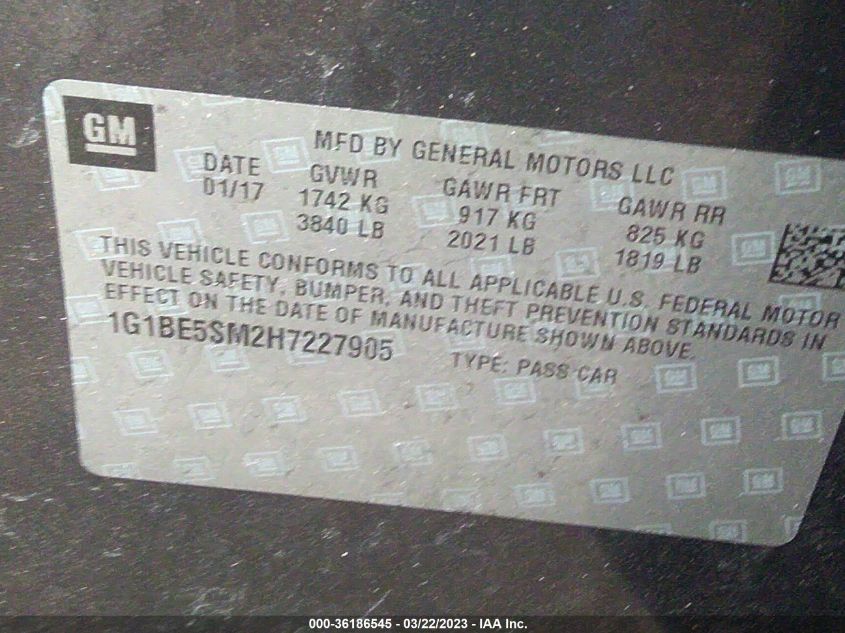 GM
MFD BY GENERAL MOTORS LLC
DATE GVWR GAWR FRT GAWR RR
01/17 1742 KG 917 KG 825 KG
3840 LB 2021 LB 1819 LB
THIS VEHICLE CONFORMS TO ALL APPLICABLE U.S. FEDERAL MOTOR
VEHICLE SAFETY, BUMPER, AND THEFT PREVENTION STANDARDS IN
EFFECT ON THE DATE OF MANUFACTURE SHOWN ABOVE.
1G1BE5SM2H7227905 TYPE: PASS CAR
000-36186545 - 03/22/2023 - IAA Inc.